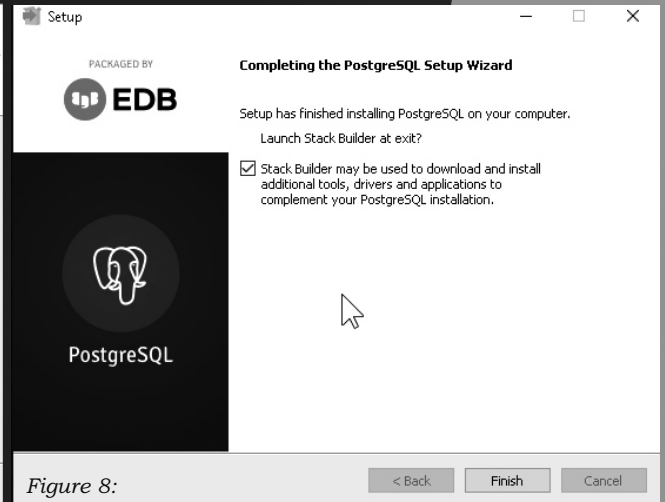 Setup
PACKAGED BY
EDB
Completing the PostgreSQL Setup Wizard
Setup has finished installing PostgreSQL on your computer.
Launch Stack Builder at exit?
Stack Builder may be used to download and install
additional tools, drivers and applications to
complement your PostgreSQL installation.
PostgreSQL
< Back
Finish
Cancel
Figure 8: